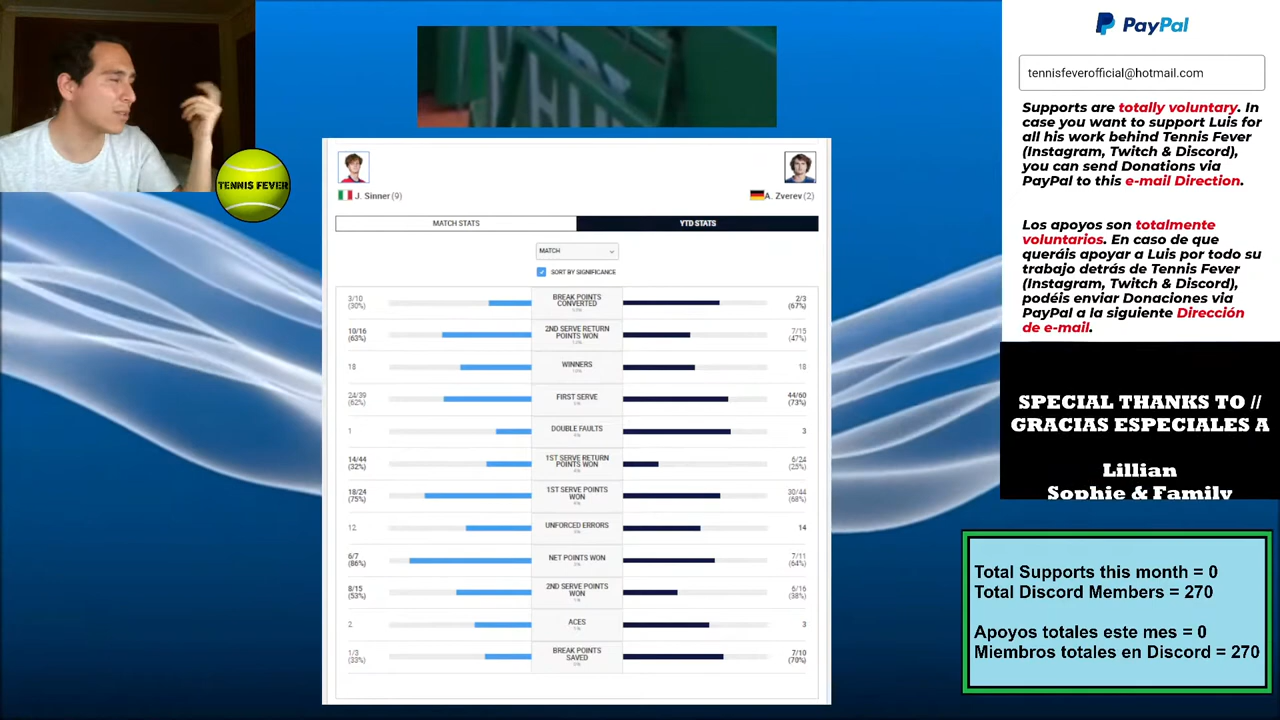 TENNIS FEVER
J. Sinner (9)
A. Zverev (2)
MATCH STATS
YTD STATS
MATCH
SORT BY SIGNIFICANCE
3/10
(30%)
BREAK POINTS
CONVERTED
2/3
(67%)
10/16
(63%)
2ND SERVE RETURN
POINTS WON
7/15
(47%)
18
WINNERS
18
24/39
(62%)
FIRST SERVE
44/60
(73%)
1
DOUBLE FAULTS
3
14/44
(32%)
1ST SERVE RETURN
POINTS WON
6/24
(25%)
18/24
(75%)
1ST SERVE POINTS
WON
30/44
(68%)
12
UNFORCED ERRORS
14
6/7
(86%)
NET POINTS WON
7/11
(64%)
8/15
(53%)
2ND SERVE POINTS
WON
6/16
(38%)
2
ACES
3
1/3
(33%)
BREAK POINTS
SAVED
7/10
(70%)
PayPal
tennisfeverofficial@hotmail.com
Supports are totally voluntary. In
case you want to support Luis for
all his work behind Tennis Fever
(Instagram, Twitch & Discord),
you can send Donations via
PayPal to this e-mail Direction.
Los apoyos son totalmente
voluntarios. En caso de que
queráis apoyar a Luis por todo su
trabajo detrás de Tennis Fever
(Instagram, Twitch & Discord),
podéis enviar Donaciones via
PayPal a la siguiente Dirección
de e-mail.
SPECIAL THANKS TO //
GRACIAS ESPECIALES A
Lillian
Sophie & Family
Total Supports this month = 0
Total Discord Members = 270
Apoyos totales este mes = 0
Miembros totales en Discord = 270